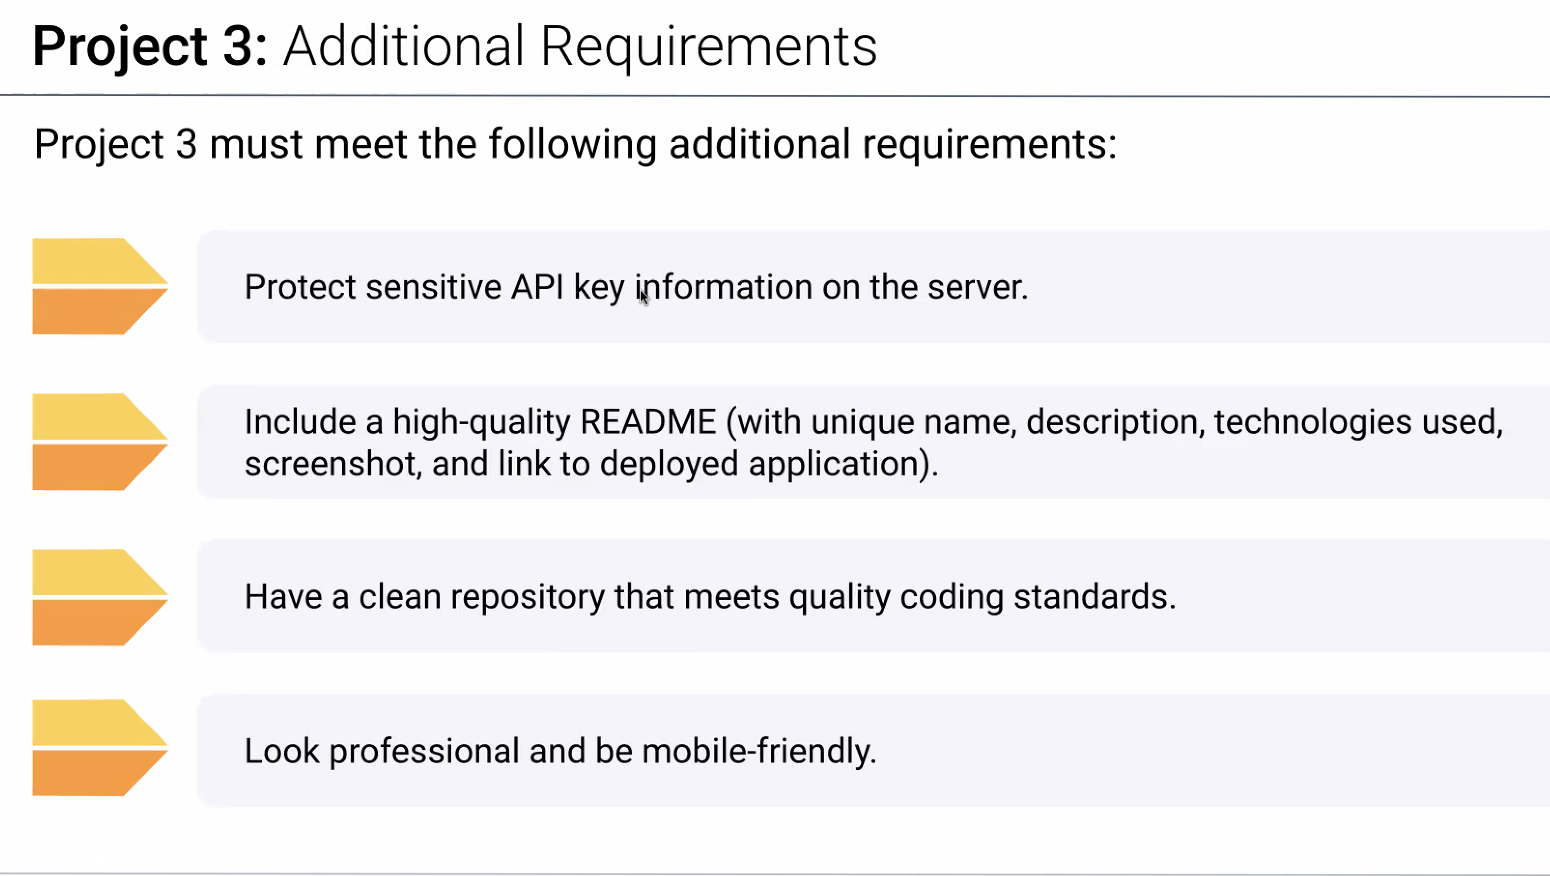 Project 3: Additional Requirements
Project 3 must meet the following additional requirements:
Protect sensitive API key information on the server.
Include a high-quality README (with unique name, description, technologies used,
screenshot, and link to deployed application).
Have a clean repository that meets quality coding standards.
Look professional and be mobile-friendly.